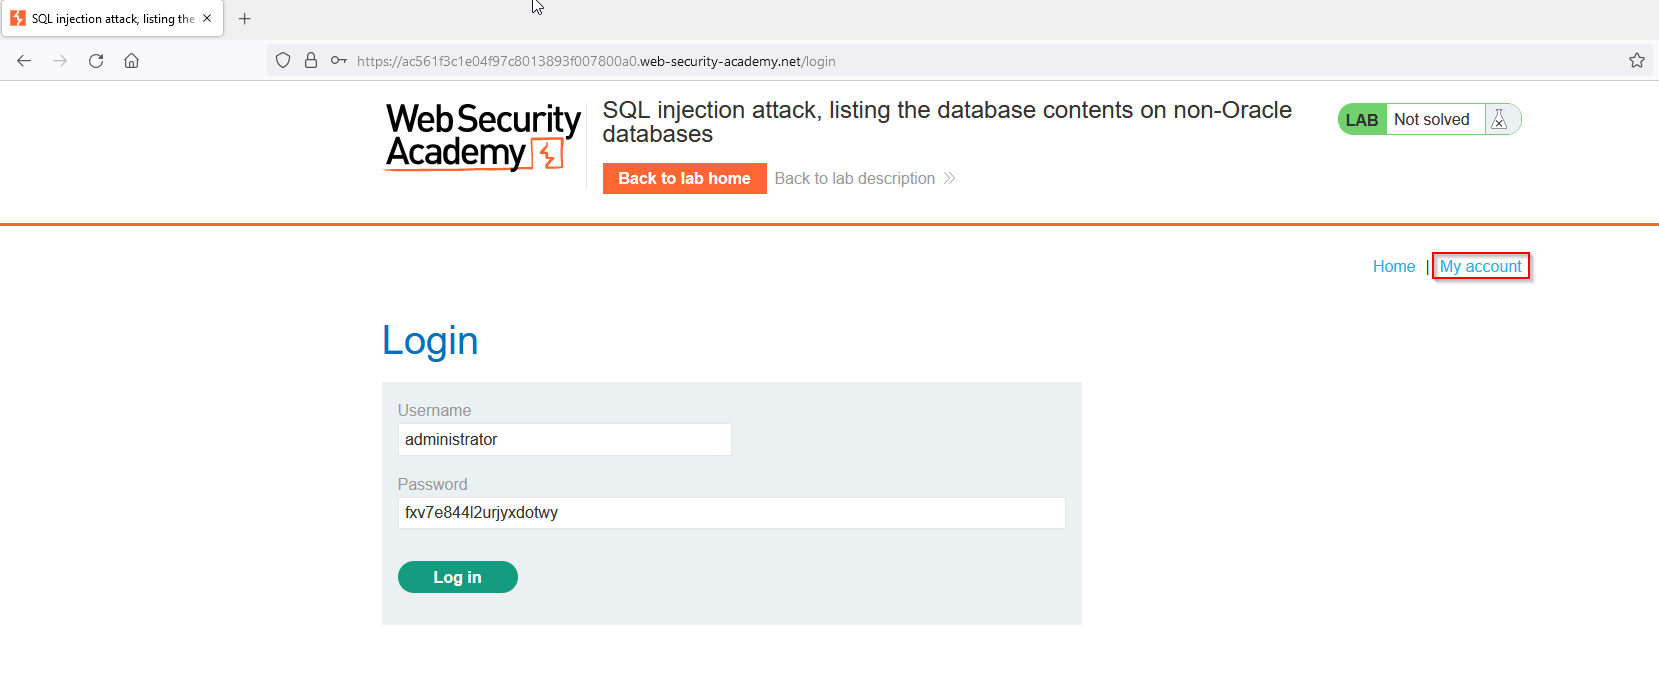 SQL injection attack, listing the
https://ac561f3c1e04f97c8013893f007800a0.web-security-academy.net/login
Web Security
Academy
SQL injection attack, listing the database contents on non-Oracle
databases
Back to lab home
Back to lab description
LAB Not solved
Home | My account
Login
Username
administrator
Password
fxv7e844l2urjyxdotwy
Log in